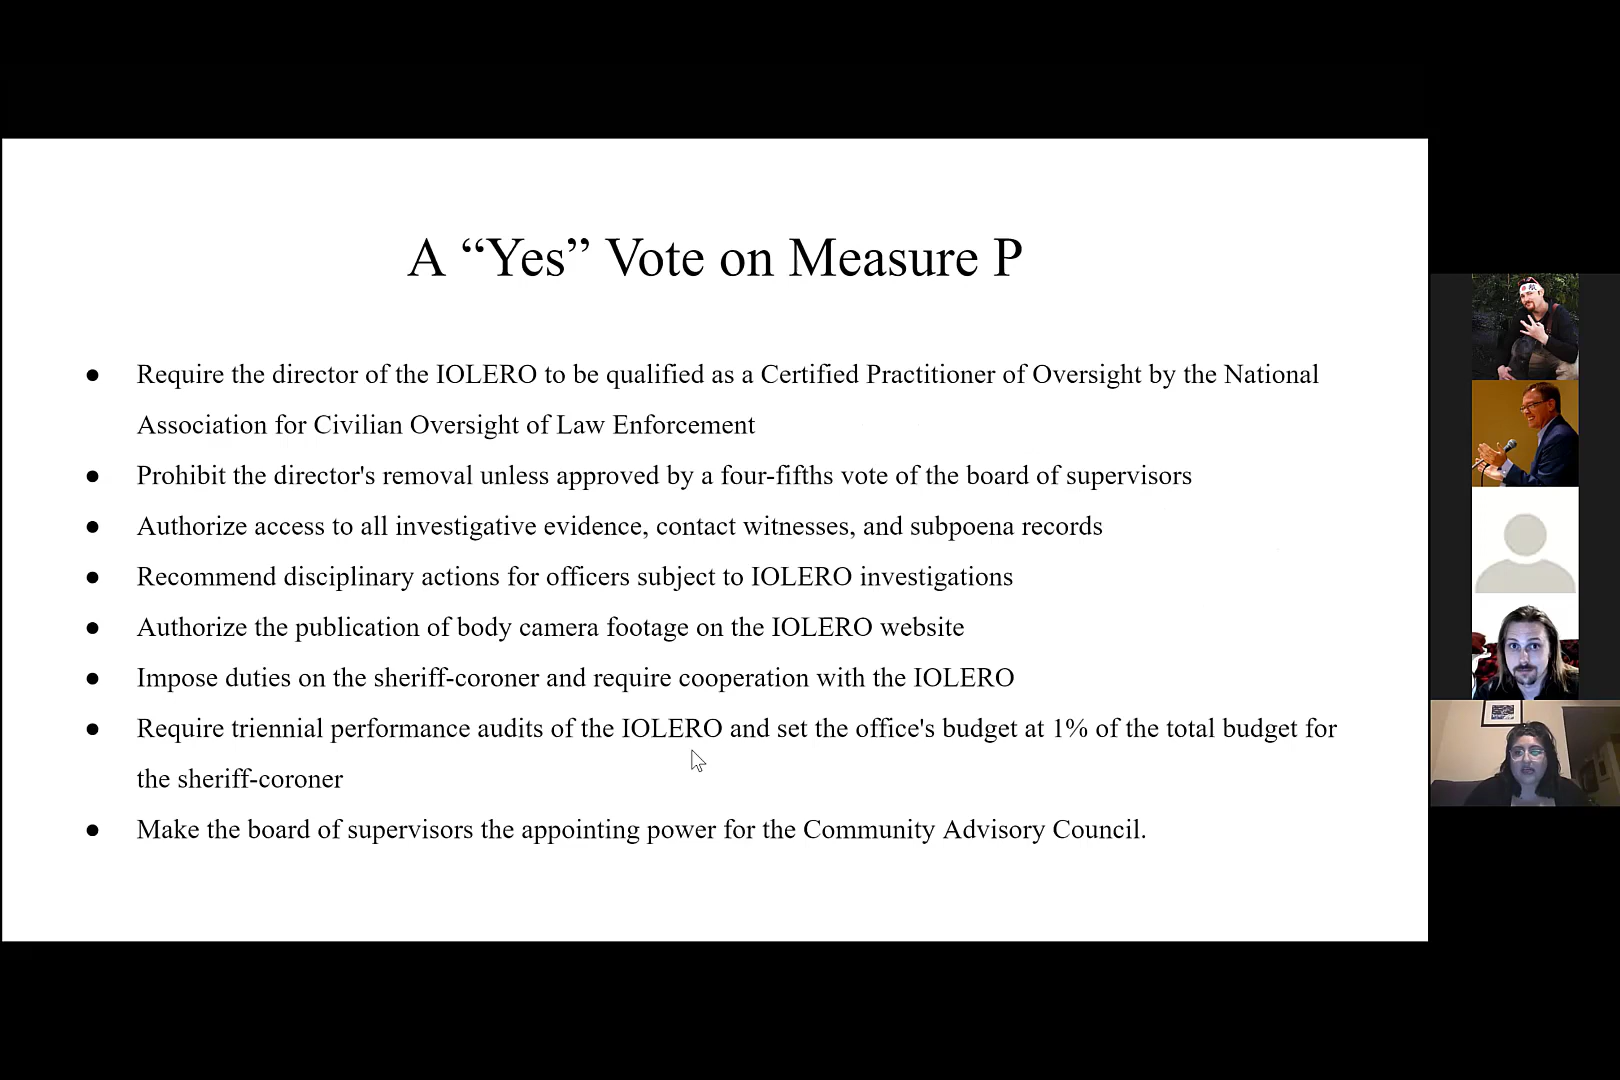 A “Yes” Vote on Measure P
● Require the director of the IOLERO to be qualified as a Certified Practitioner of Oversight by the National
Association for Civilian Oversight of Law Enforcement
● Prohibit the director's removal unless approved by a four-fifths vote of the board of supervisors
● Authorize access to all investigative evidence, contact witnesses, and subpoena records
● Recommend disciplinary actions for officers subject to IOLERO investigations
● Authorize the publication of body camera footage on the IOLERO website
● Impose duties on the sheriff-coroner and require cooperation with the IOLERO
● Require triennial performance audits of the IOLERO and set the office's budget at 1% of the total budget for
the sheriff-coroner
● Make the board of supervisors the appointing power for the Community Advisory Council.